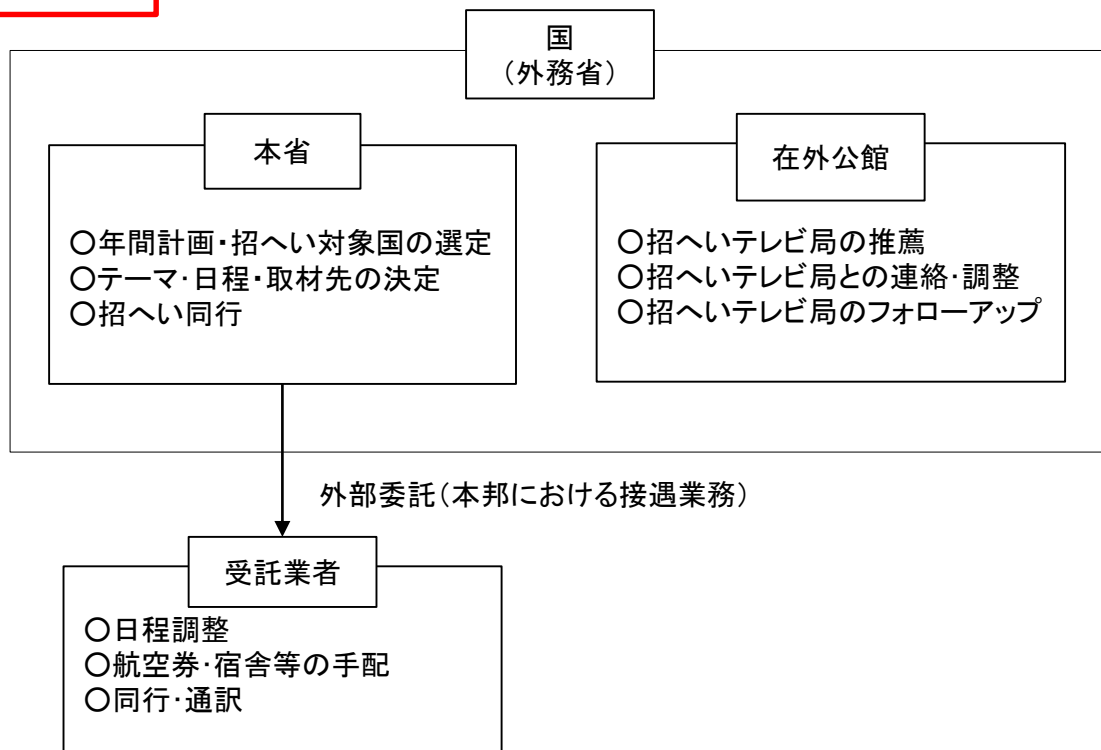 国
（外務省）
本省
○年間計画・招へい対象国の選定
○テーマ・日程・取材先の決定
○招へい同行
在外公館
○招へいテレビ局の推薦
○招へいテレビ局との連絡・調整
○招へいテレビ局のフォローアップ
外部委託（本邦における接遇業務）
受託業者
○日程調整
○航空券・宿舎等の手配
○同行・通訳